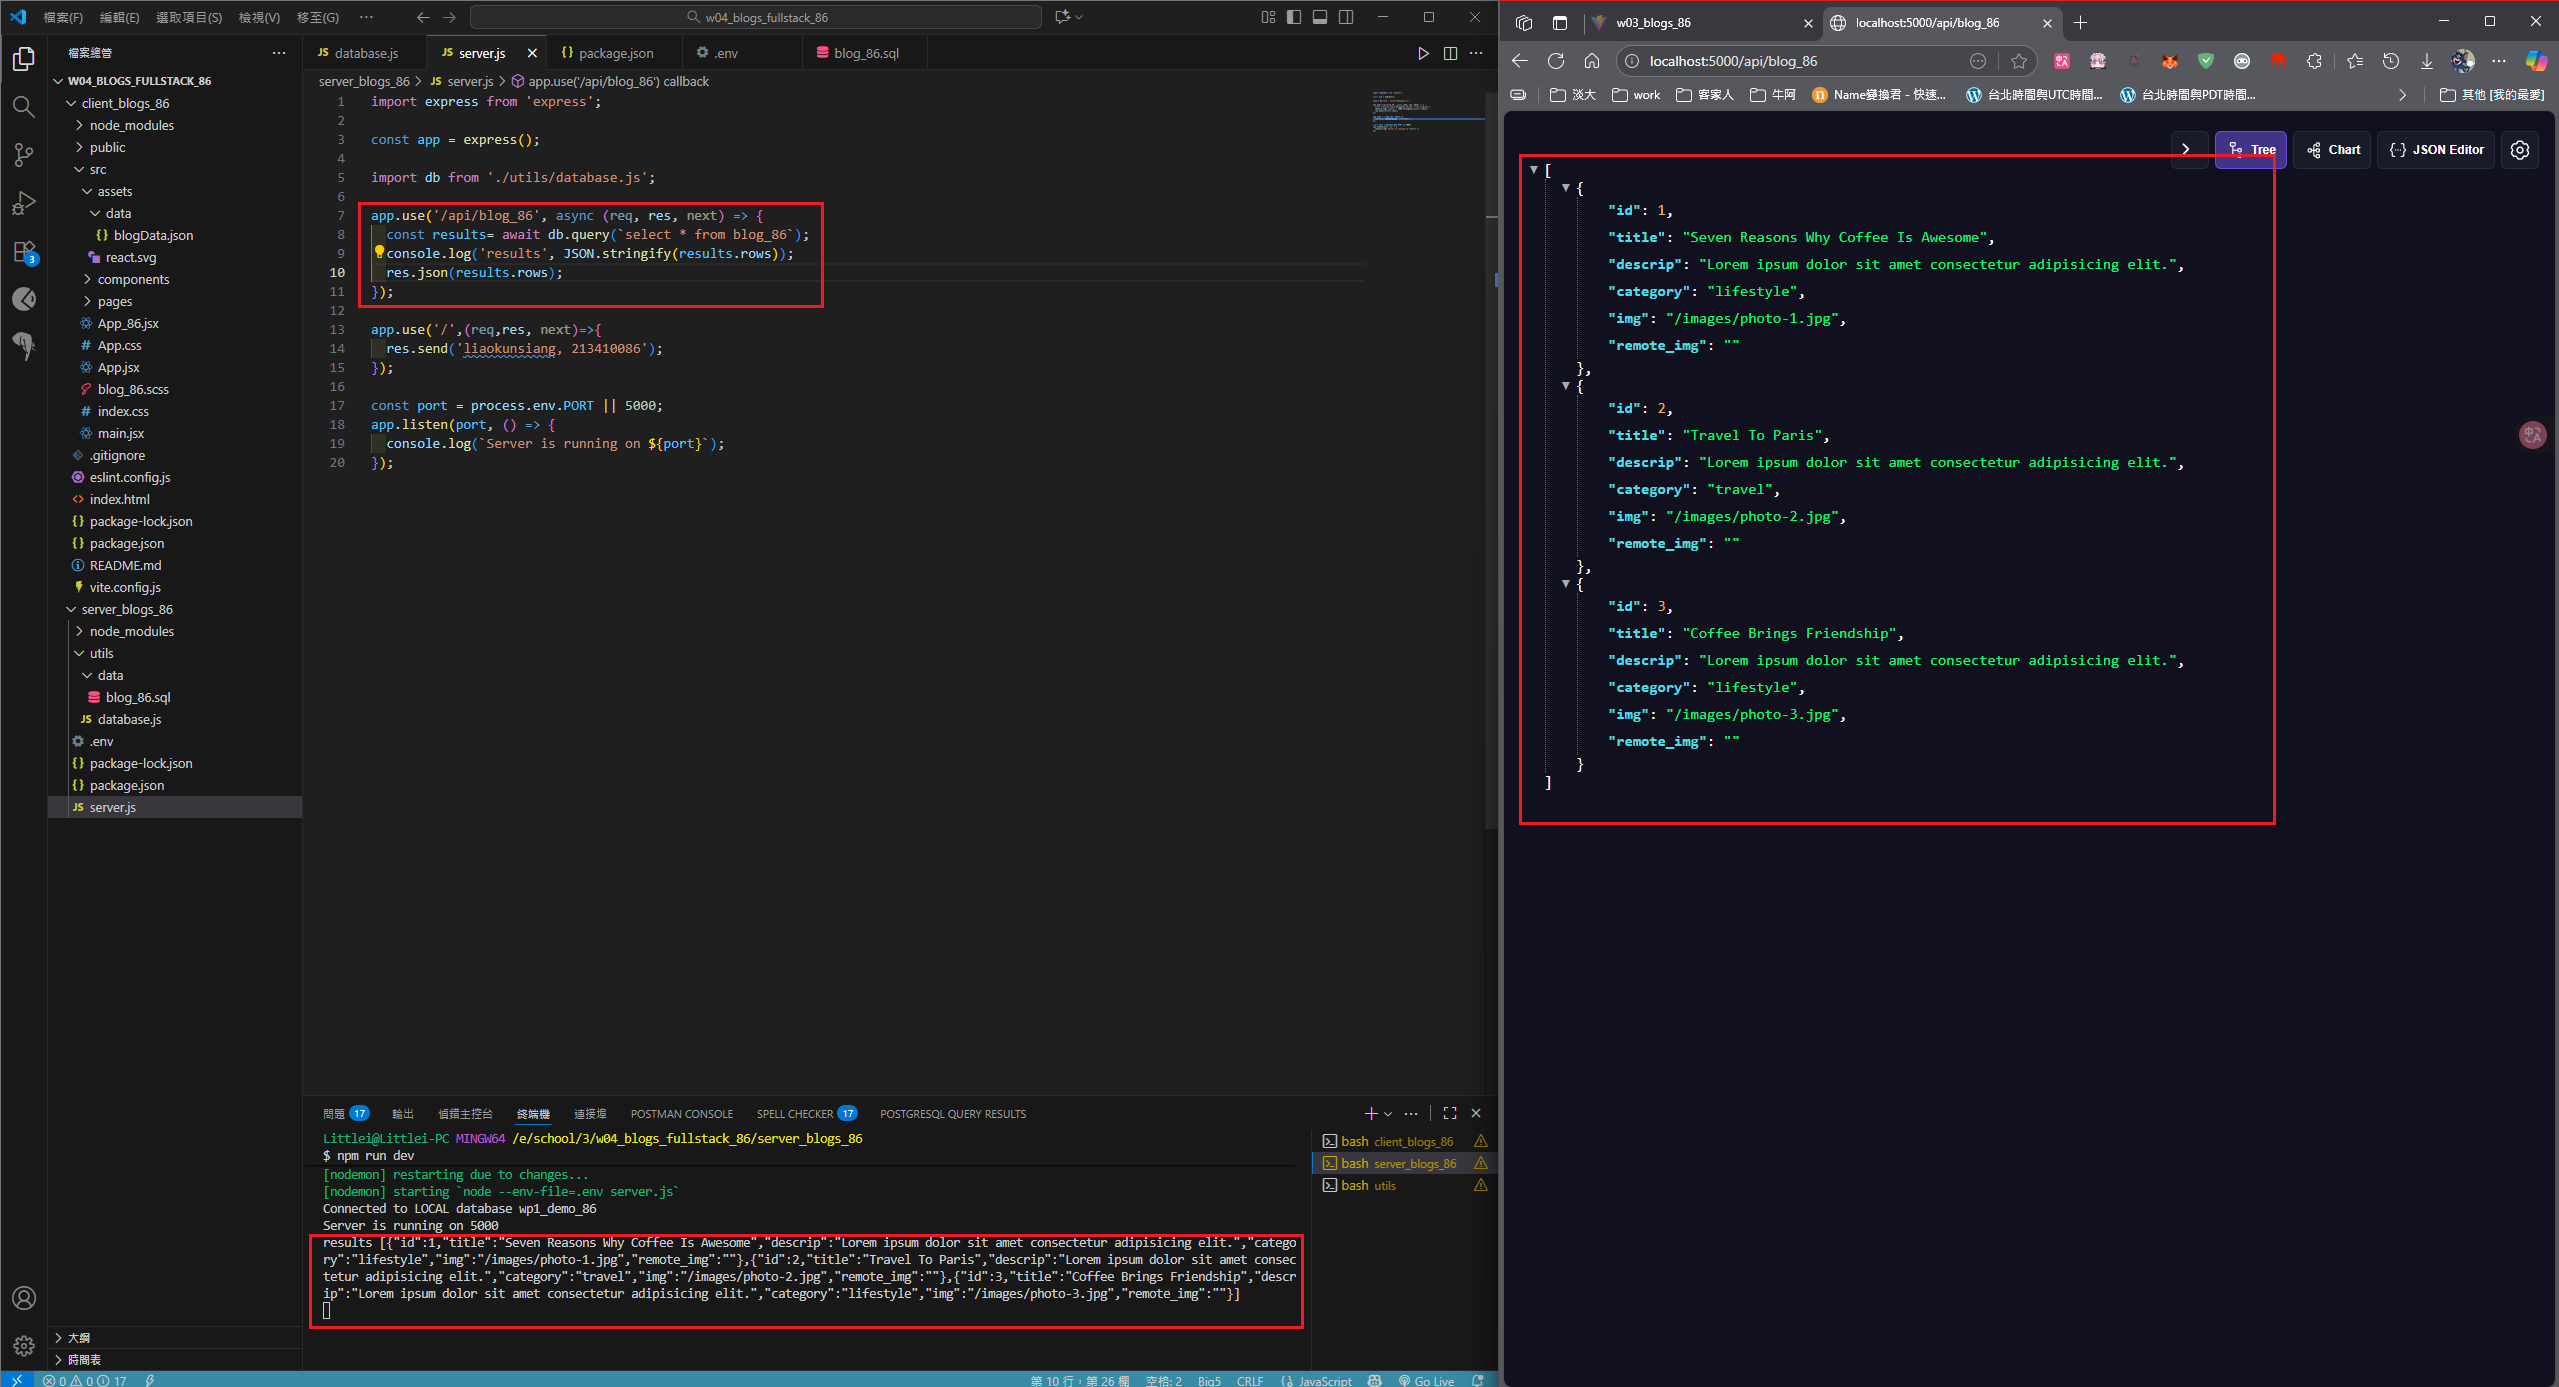 檔案(F) 編輯(E) 選取項目(S) 檢視(V) 移至(G) ··· w04_blogs_fullstack_86
檔案總管
W04_BLOGS_FULLSTACK_86
client_blogs_86
node_modules
public
src
assets
data
blogData.json
react.svg
components
pages
App_86.jsx
App.css
App.jsx
blog_86.scss
index.css
main.jsx
.gitignore
eslint.config.js
index.html
package-lock.json
package.json
README.md
vite.config.js
server_blogs_86
node_modules
utils
data
blog_86.sql
database.js
.env
package-lock.json
package.json
server.js
大綱
時間表
3
database.js server.js package.json .env blog_86.sql
server_blogs_86 > server.js > app.use('/api/blog_86') callback
1 import express from 'express';
2
3 const app = express();
4
5 import db from './utils/database.js';
6
7 app.use('/api/blog_86', async (req, res, next) => {
8 const results= await db.query(`select * from blog_86`);
9 console.log('results', JSON.stringify(results.rows));
10 res.json(results.rows);
11 });
12
13 app.use('/',(req,res, next)=>{
14 res.send('liaokunsiang, 213410086');
15 });
16
17 const port = process.env.PORT || 5000;
18 app.listen(port, () => {
19 console.log(`Server is running on ${port}`);
20 });
問題 17 輸出 偵錯主控台 終端機 連接埠 POSTMAN CONSOLE SPELL CHECKER 17 POSTGRESQL QUERY RESULTS
Littlei@Littlei-PC MINGW64 /e/school/3/w04_blogs_fullstack_86/server_blogs_86
$ npm run dev
[nodemon] restarting due to changes...
[nodemon] starting `node --env-file=.env server.js`
Connected to LOCAL database wp1_demo_86
Server is running on 5000
results [{"id":1,"title":"Seven Reasons Why Coffee Is Awesome","descrip":"Lorem ipsum dolor sit amet consectetur adipisicing elit.","catego
ry":"lifestyle","img":"/images/photo-1.jpg","remote_img":""},{"id":2,"title":"Travel To Paris","descrip":"Lorem ipsum dolor sit amet consec
tetur adipisicing elit.","category":"travel","img":"/images/photo-2.jpg","remote_img":""},{"id":3,"title":"Coffee Brings Friendship","descr
ip":"Lorem ipsum dolor sit amet consectetur adipisicing elit.","category":"lifestyle","img":"/images/photo-3.jpg","remote_img":""}]
bash client_blogs_86
bash server_blogs_86
bash utils
0 0 17 第 10 行，第 26 欄 空格: 2 Big5 CRLF JavaScript Go Live
w03_blogs_86 localhost:5000/api/blog_86
localhost:5000/api/blog_86
淡大 work 客家人 牛阿 Name變換君 - 快速... 台北時間與UTC時間... 台北時間與PDT時間... 其他 [我的最愛]
Tree Chart JSON Editor
[
{
"id": 1,
"title": "Seven Reasons Why Coffee Is Awesome",
"descrip": "Lorem ipsum dolor sit amet consectetur adipisicing elit.",
"category": "lifestyle",
"img": "/images/photo-1.jpg",
"remote_img": ""
},
{
"id": 2,
"title": "Travel To Paris",
"descrip": "Lorem ipsum dolor sit amet consectetur adipisicing elit.",
"category": "travel",
"img": "/images/photo-2.jpg",
"remote_img": ""
},
{
"id": 3,
"title": "Coffee Brings Friendship",
"descrip": "Lorem ipsum dolor sit amet consectetur adipisicing elit.",
"category": "lifestyle",
"img": "/images/photo-3.jpg",
"remote_img": ""
}
]